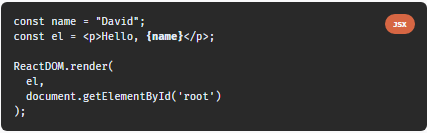 const name = "David";
JSX
const el = <p>Hello, {name}</p>;
ReactDOM.render(
el,
document.getElementById('root')
);